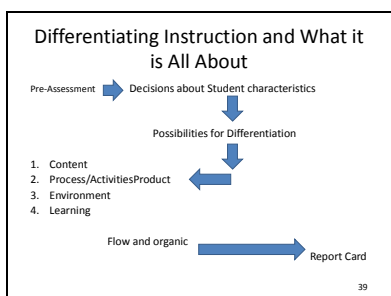 Differentiating Instruction and What it
is All About
Pre-Assessment Decisions about Student characteristics
Possibilities for Differentiation
1. Content
2. Process/ActivitiesProduct
3. Environment
4. Learning
Flow and organic
Report Card
39